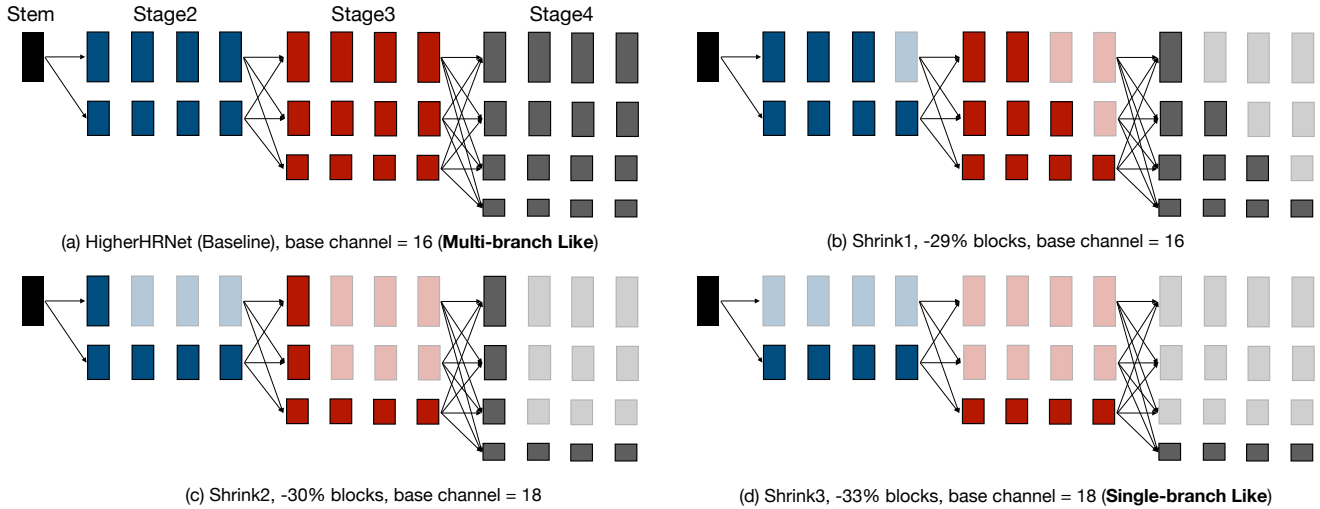 Stem Stage2 Stage3 Stage4
(a) HigherHRNet (Baseline), base channel = 16 (Multi-branch Like)
(b) Shrink1, -29% blocks, base channel = 16
(c) Shrink2, -30% blocks, base channel = 18
(d) Shrink3, -33% blocks, base channel = 18 (Single-branch Like)